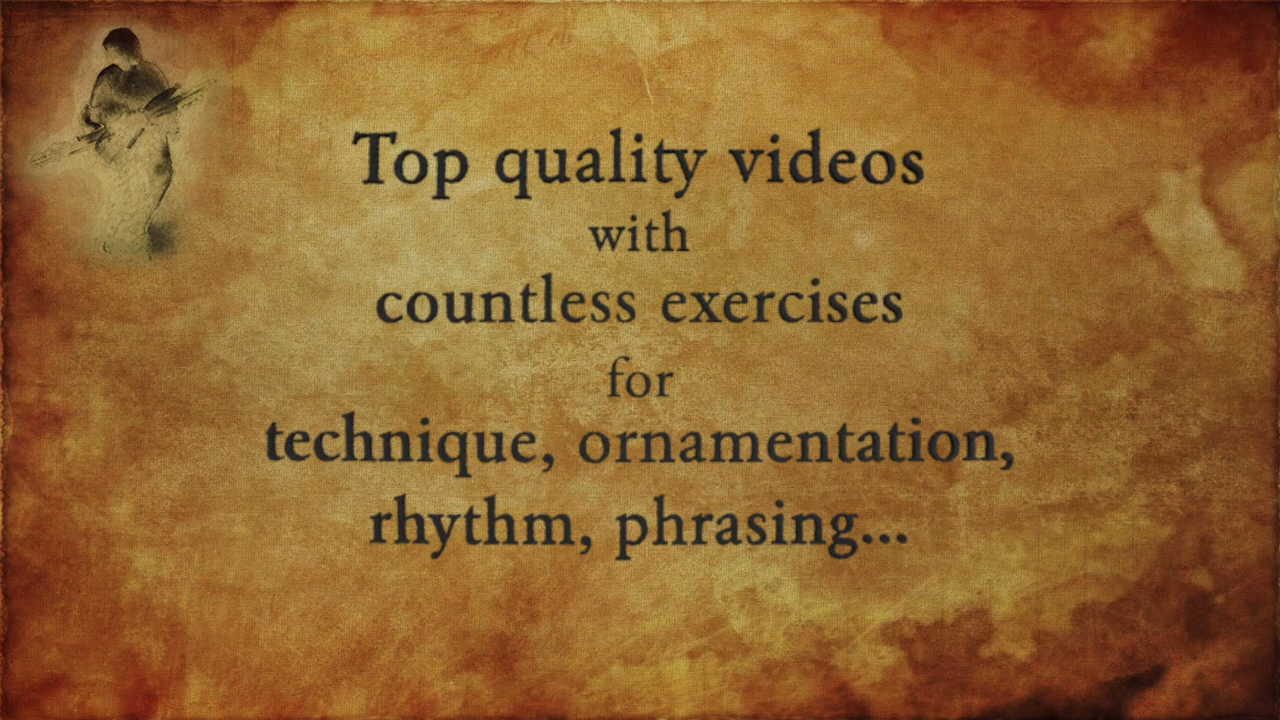 Top quality videos
with
countless exercises
for
technique, ornamentation,
rhythm, phrasing...